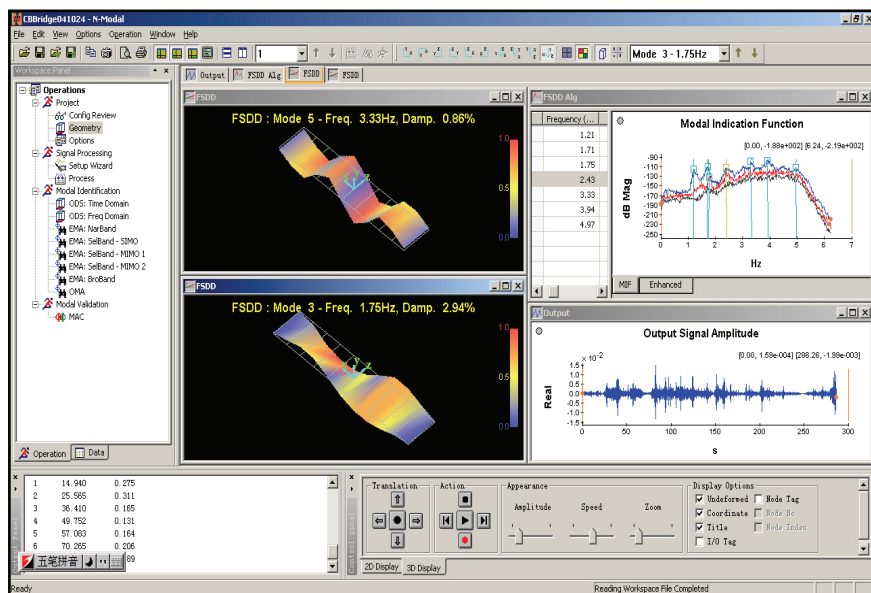 CBBridge041024 - N-Modal
File Edit View Options Operation Window Help
1
Mode 3 - 1.75Hz
Workspace Panel
Operations
Project
Config Review
Geometry
Options
Signal Processing
Setup Wizard
Process
Modal Identification
ODS: Time Domain
ODS: Freq Domain
EMA: NarBand
EMA: SelBand - SIMO
EMA: SelBand - MIMO 1
EMA: SelBand - MIMO 2
EMA: BroBand
OMA
Modal Validation
MAC
Operation Data
Output FSDD Alg FSDD FSDD
FSDD
FSDD : Mode 5 - Freq. 3.33Hz, Damp. 0.86%
1.0
0.5
0.0
FSDD
FSDD : Mode 3 - Freq. 1.75Hz, Damp. 2.94%
1.0
0.5
0.0
FSDD Alg
Frequency (...
1.21
1.71
1.75
2.43
3.33
3.94
4.97
Modal Indication Function
[0.00, -1.88e+002] [6.24, -2.19e+002]
dB Mag
-90
-110
-130
-150
-170
-190
-210
-230
-250
0 1 2 3 4 5 6 7
Hz
MIF Enhanced
Output
Output Signal Amplitude
× 10⁻²
[0.00, 1.59e-004] [286.26, -1.99e-003]
Real
1.5
1.0
0.5
0.0
-0.5
-1.0
-1.5
0 50 100 150 200 250 300
s
1 14.940 0.275
2 25.565 0.311
3 36.410 0.165
4 49.752 0.131
5 57.083 0.164
6 70.265 0.206
89
五笔拼音
Control panel
Translation
Action
Appearance
Amplitude Speed Zoom
Display Options
Undeformed Node Tag
Coordinate Node No.
Title Node Index
I/O Tag
2D Display 3D Display
Ready
Reading Workspace File Completed